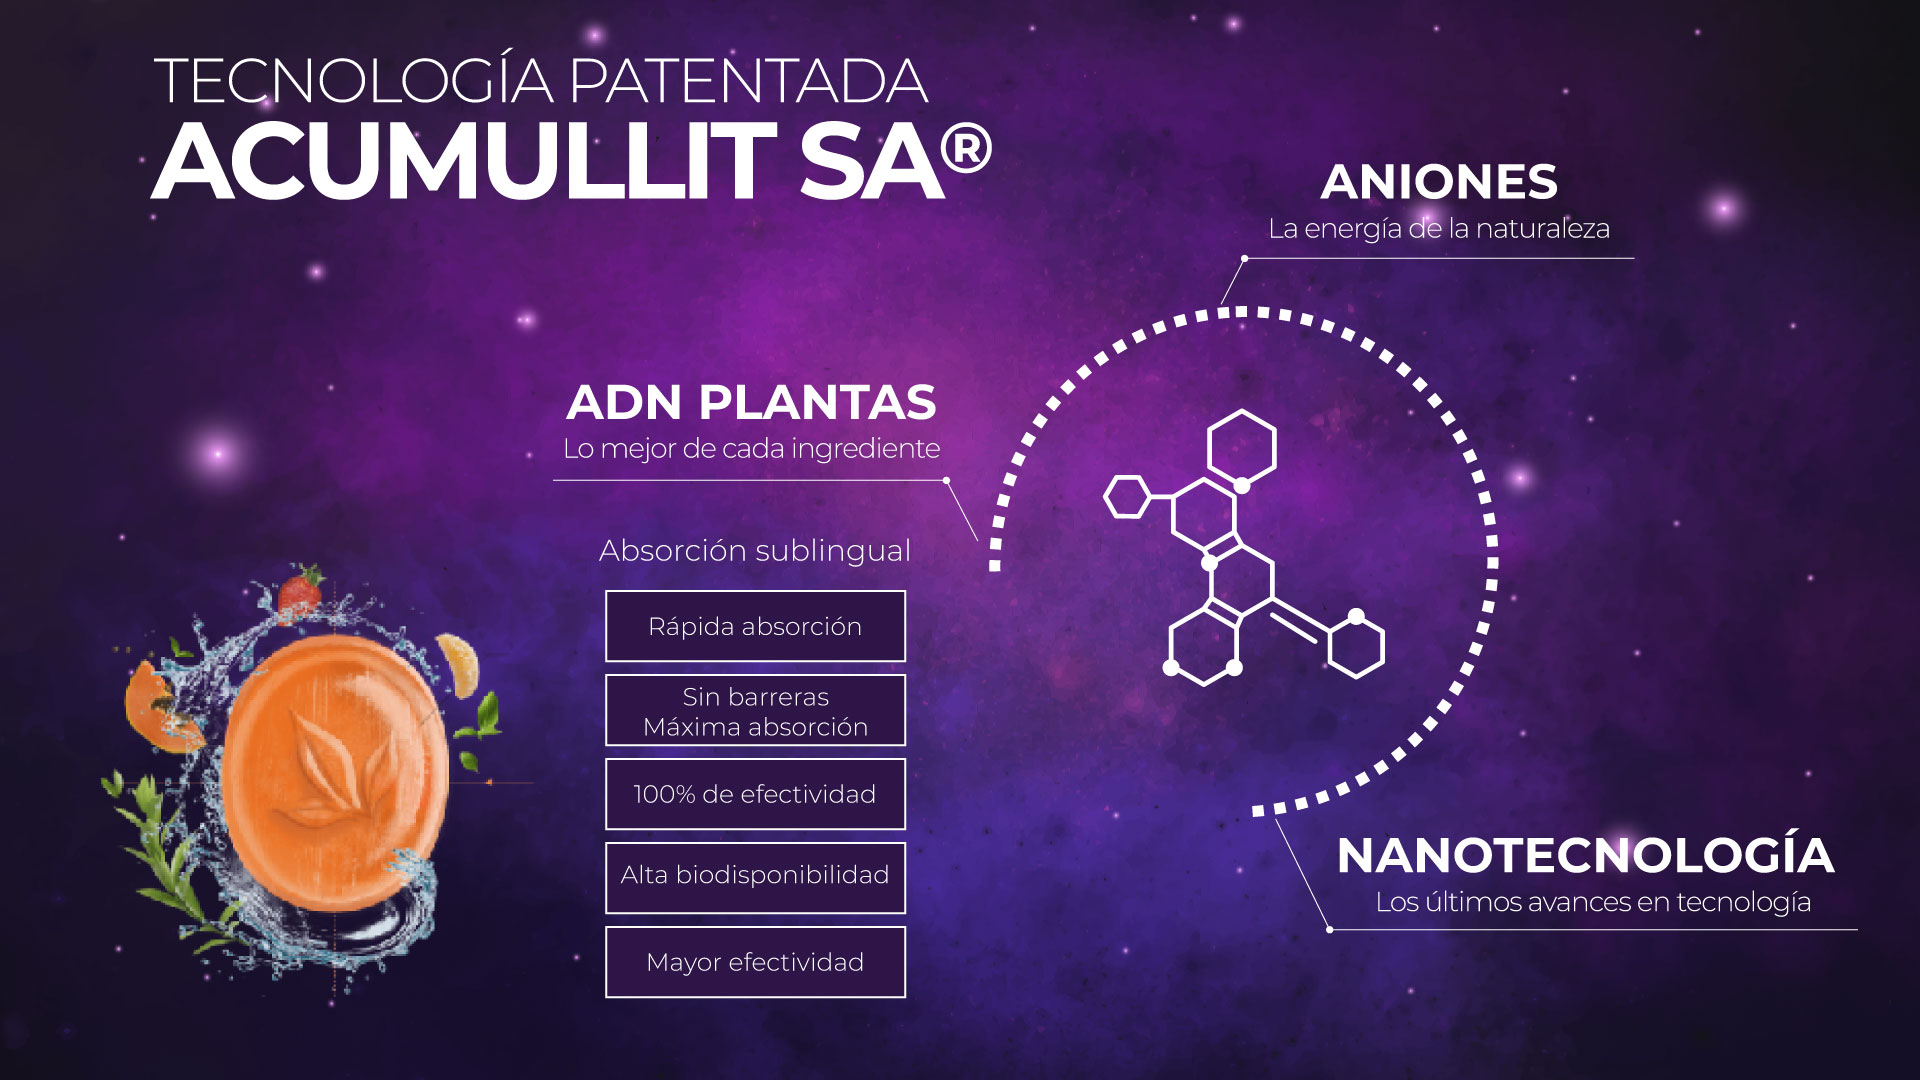 TECNOLOGÍA PATENTADA
ACUMULLIT SA®
ANIONES
La energía de la naturaleza
ADN PLANTAS
Lo mejor de cada ingrediente
Absorción sublingual
Rápida absorción
Sin barreras
Máxima absorción
100% de efectividad
Alta biodisponibilidad
Mayor efectividad
NANOTECNOLOGÍA
Los últimos avances en tecnología